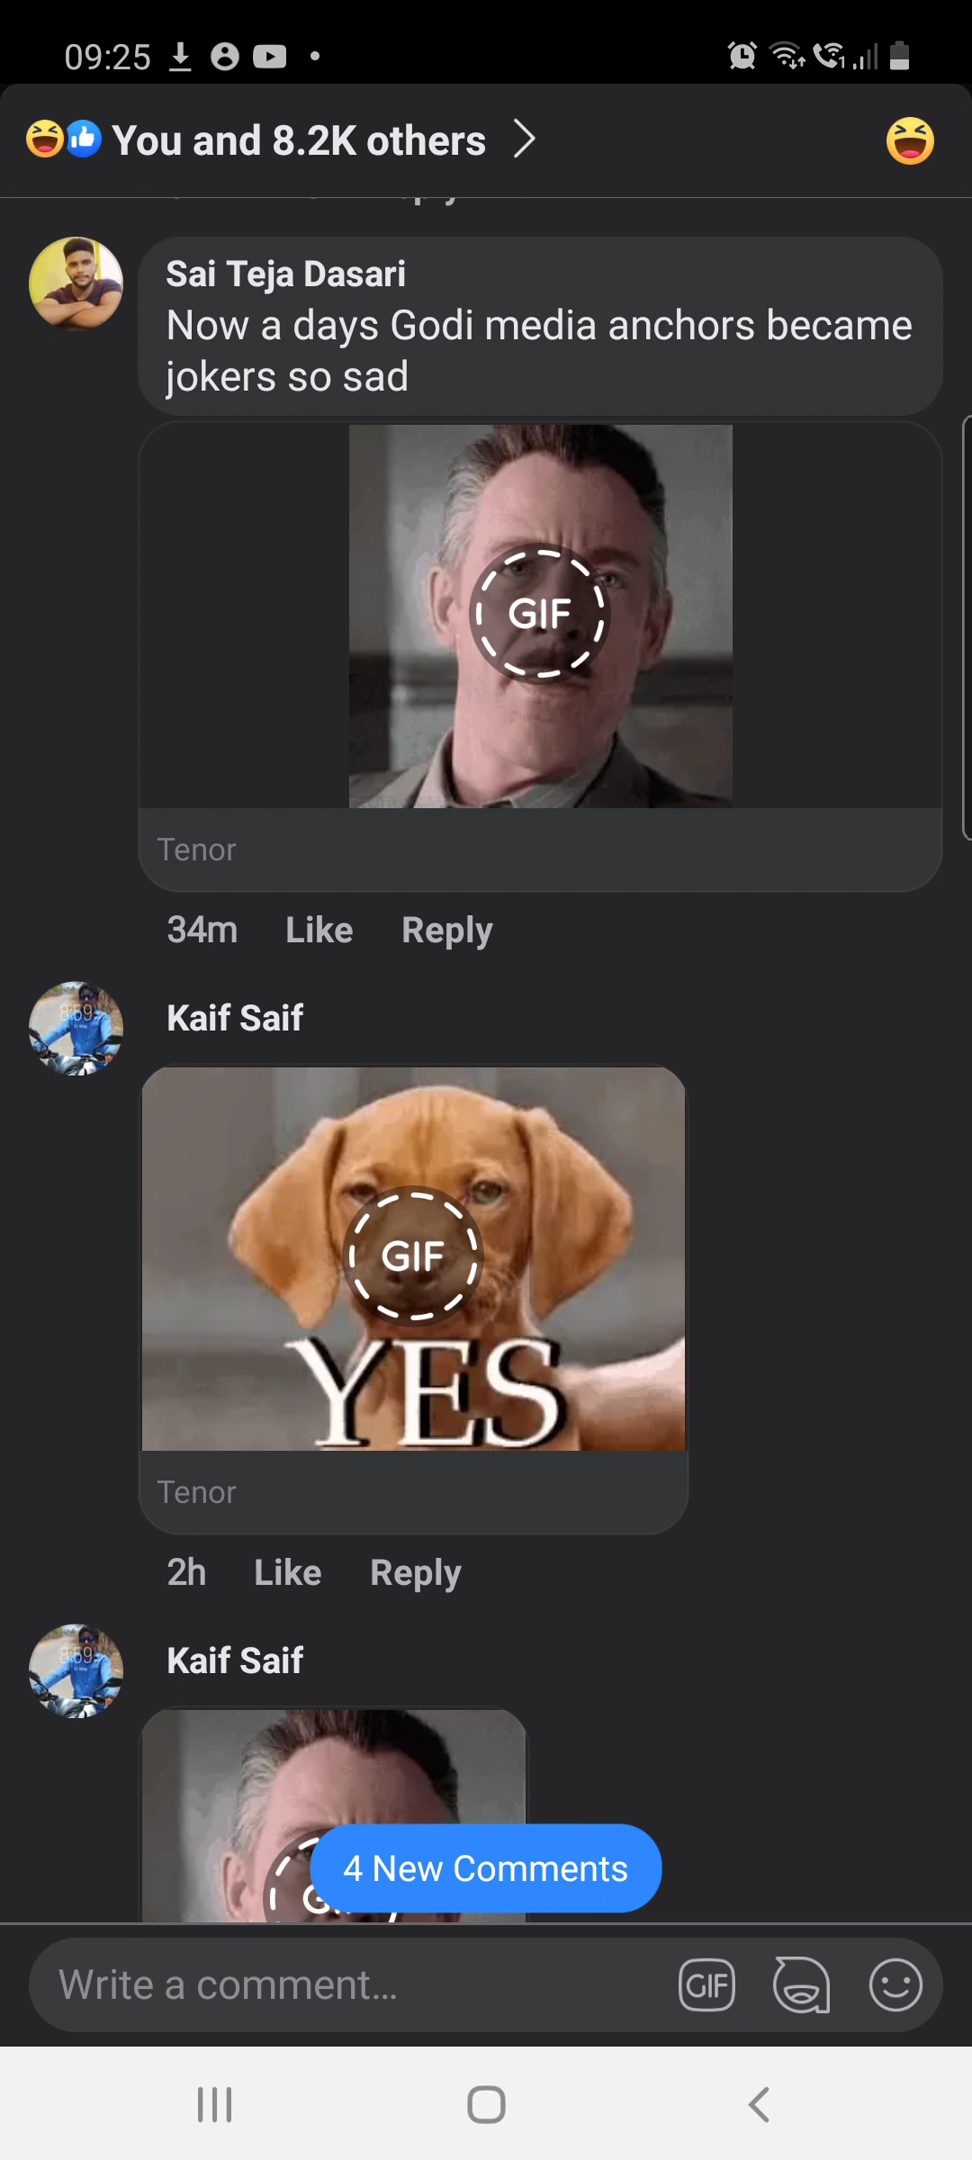 09:25
You and 8.2K others
Sai Teja Dasari
Now a days Godi media anchors became
jokers so sad
GIF
Tenor
34m Like Reply
Kaif Saif
GIF
YES
Tenor
2h Like Reply
Kaif Saif
4 New Comments
Write a comment...
GIF